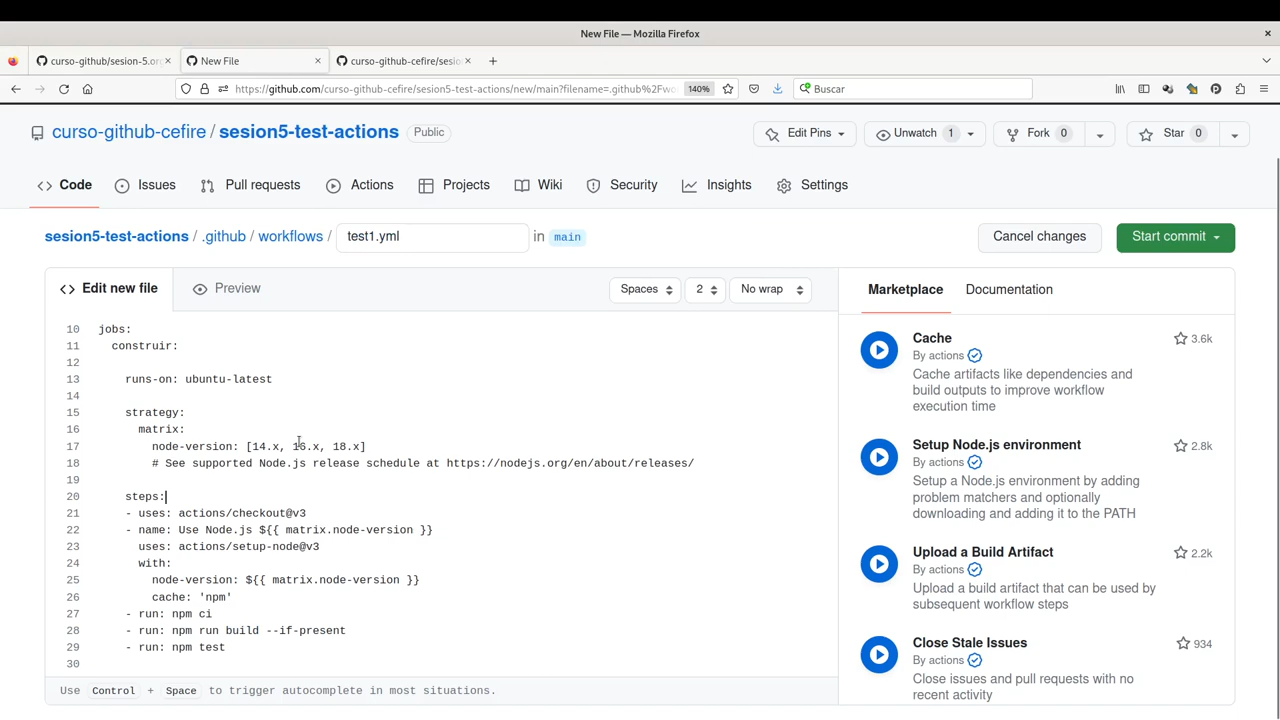 New File — Mozilla Firefox
curso-github/sesion-5.or
New File
curso-github-cefire/sesio
https://github.com/curso-github-cefire/sesion5-test-actions/new/main?filename=.github%2Fwo
140%
Buscar
curso-github-cefire / sesion5-test-actions
Public
Edit Pins
Unwatch 1
Fork 0
Star 0
Code
Issues
Pull requests
Actions
Projects
Wiki
Security
Insights
Settings
sesion5-test-actions / .github / workflows / test1.yml in main
Cancel changes
Start commit
Edit new file
Preview
Spaces
2
No wrap
10 jobs:
11 construir:
12
13 runs-on: ubuntu-latest
14
15 strategy:
16 matrix:
17 node-version: [14.x, 16.x, 18.x]
18 # See supported Node.js release schedule at https://nodejs.org/en/about/releases/
19
20 steps:
21 - uses: actions/checkout@v3
22 - name: Use Node.js ${{ matrix.node-version }}
23 uses: actions/setup-node@v3
24 with:
25 node-version: ${{ matrix.node-version }}
26 cache: 'npm'
27 - run: npm ci
28 - run: npm run build --if-present
29 - run: npm test
30
Use Control + Space to trigger autocomplete in most situations.
Marketplace
Documentation
Cache
3.6k
By actions
Cache artifacts like dependencies and
build outputs to improve workflow
execution time
Setup Node.js environment
2.8k
By actions
Setup a Node.js environment by adding
problem matchers and optionally
downloading and adding it to the PATH
Upload a Build Artifact
2.2k
By actions
Upload a build artifact that can be used by
subsequent workflow steps
Close Stale Issues
934
By actions
Close issues and pull requests with no
recent activity